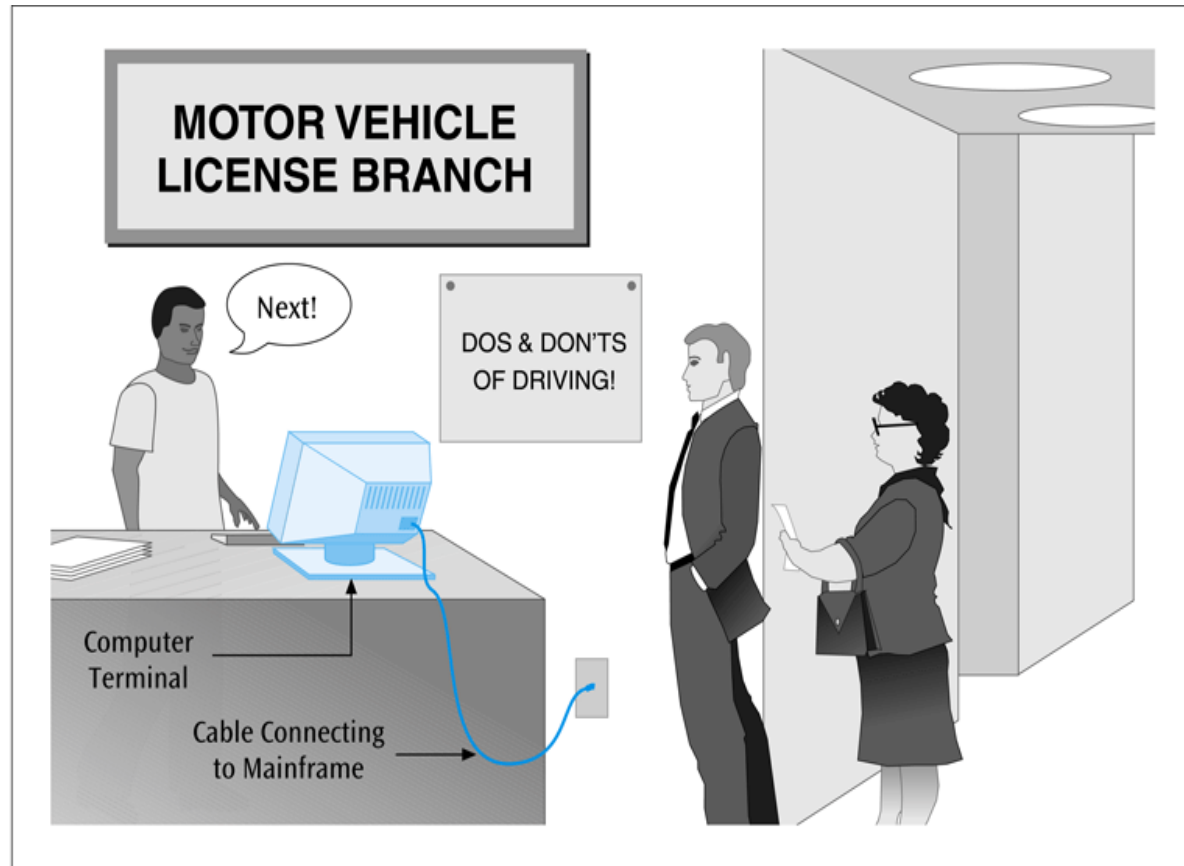 MOTOR VEHICLE
LICENSE BRANCH
Next!
DOS & DON'TS
OF DRIVING!
Computer
Terminal
Cable Connecting
to Mainframe